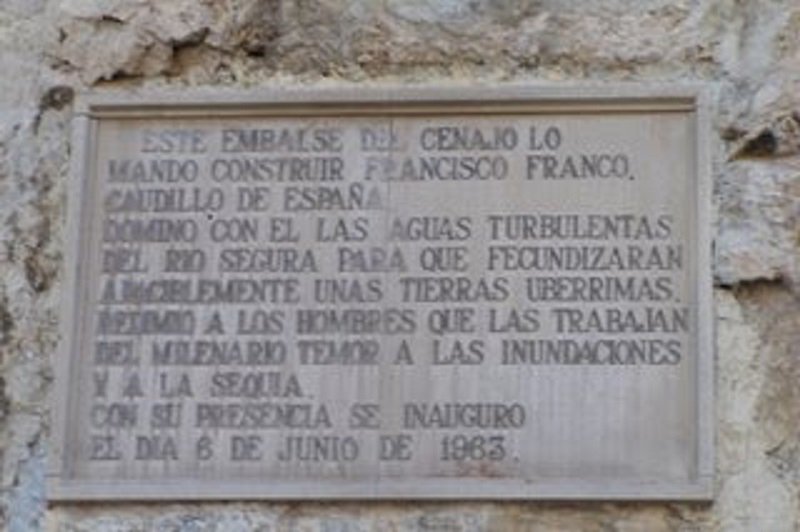 ESTE EMBALSE DEL CENAJO LO
MANDO CONSTRUIR FRANCISCO FRANCO,
CAUDILLO DE ESPAÑA
DOMINO CON EL LAS AGUAS TURBULENTAS
DEL RIO SEGURA PARA QUE FECUNDIZARAN
APACIBLEMENTE UNAS TIERRAS UBERRIMAS.
REDIMIO A LOS HOMBRES QUE LAS TRABAJAN
DEL MILENARIO TEMOR A LAS INUNDACIONES
Y A LA SEQUIA.
CON SU PRESENCIA SE INAUGURO
EL DIA 6 DE JUNIO DE 1963.